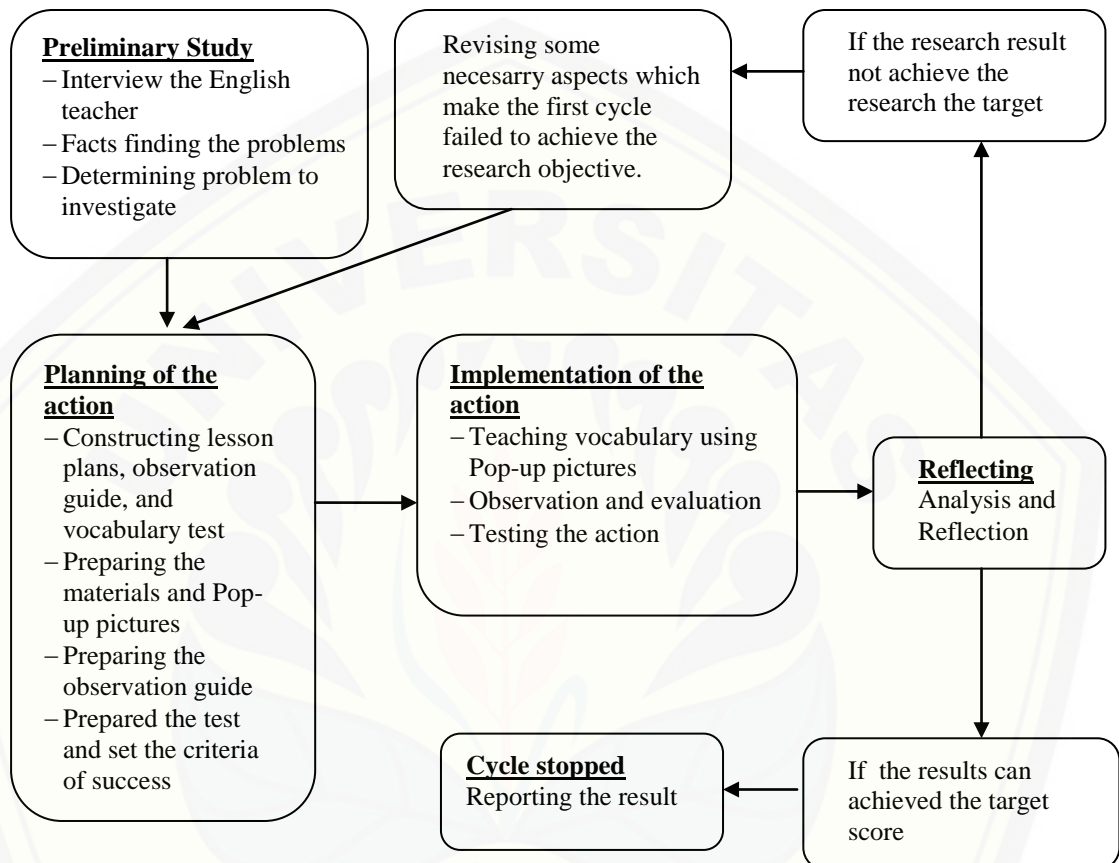 Preliminary Study
– Interview the English
teacher
– Facts finding the problems
– Determining problem to
investigate
Revising some
necesarry aspects which
make the first cycle
failed to achieve the
research objective.
If the research result
not achieve the
research the target
Planning of the
action
– Constructing lesson
plans, observation
guide, and
vocabulary test
– Preparing the
materials and Pop-
up pictures
– Preparing the
observation guide
– Prepared the test
and set the criteria
of success
Implementation of the
action
– Teaching vocabulary using
Pop-up pictures
– Observation and evaluation
– Testing the action
Reflecting
Analysis and
Reflection
Cycle stopped
Reporting the result
If  the results can
achieved the target
score
UNIVERSITAS